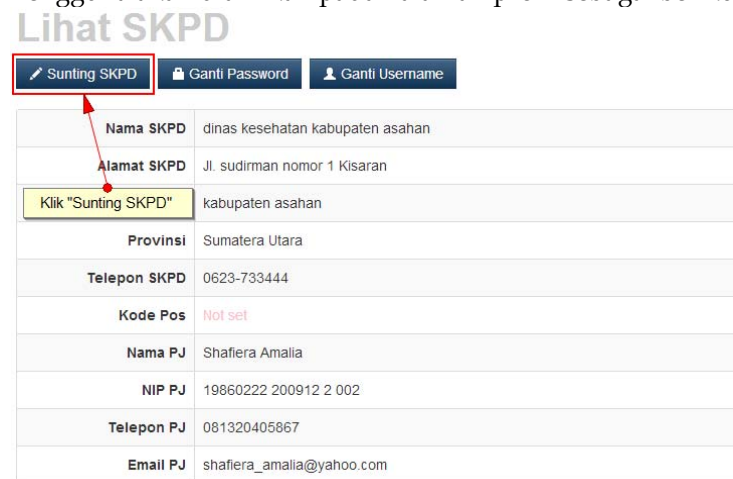 Lihat SKPD
Sunting SKPD Ganti Password Ganti Username
Nama SKPD dinas kesehatan kabupaten asahan
Alamat SKPD Jl. sudirman nomor 1 Kisaran
Klik "Sunting SKPD" kabupaten asahan
Provinsi Sumatera Utara
Telepon SKPD 0623-733444
Kode Pos Not set
Nama PJ Shafiera Amalia
NIP PJ 19860222 200912 2 002
Telepon PJ 081320405867
Email PJ shafiera_amalia@yahoo.com